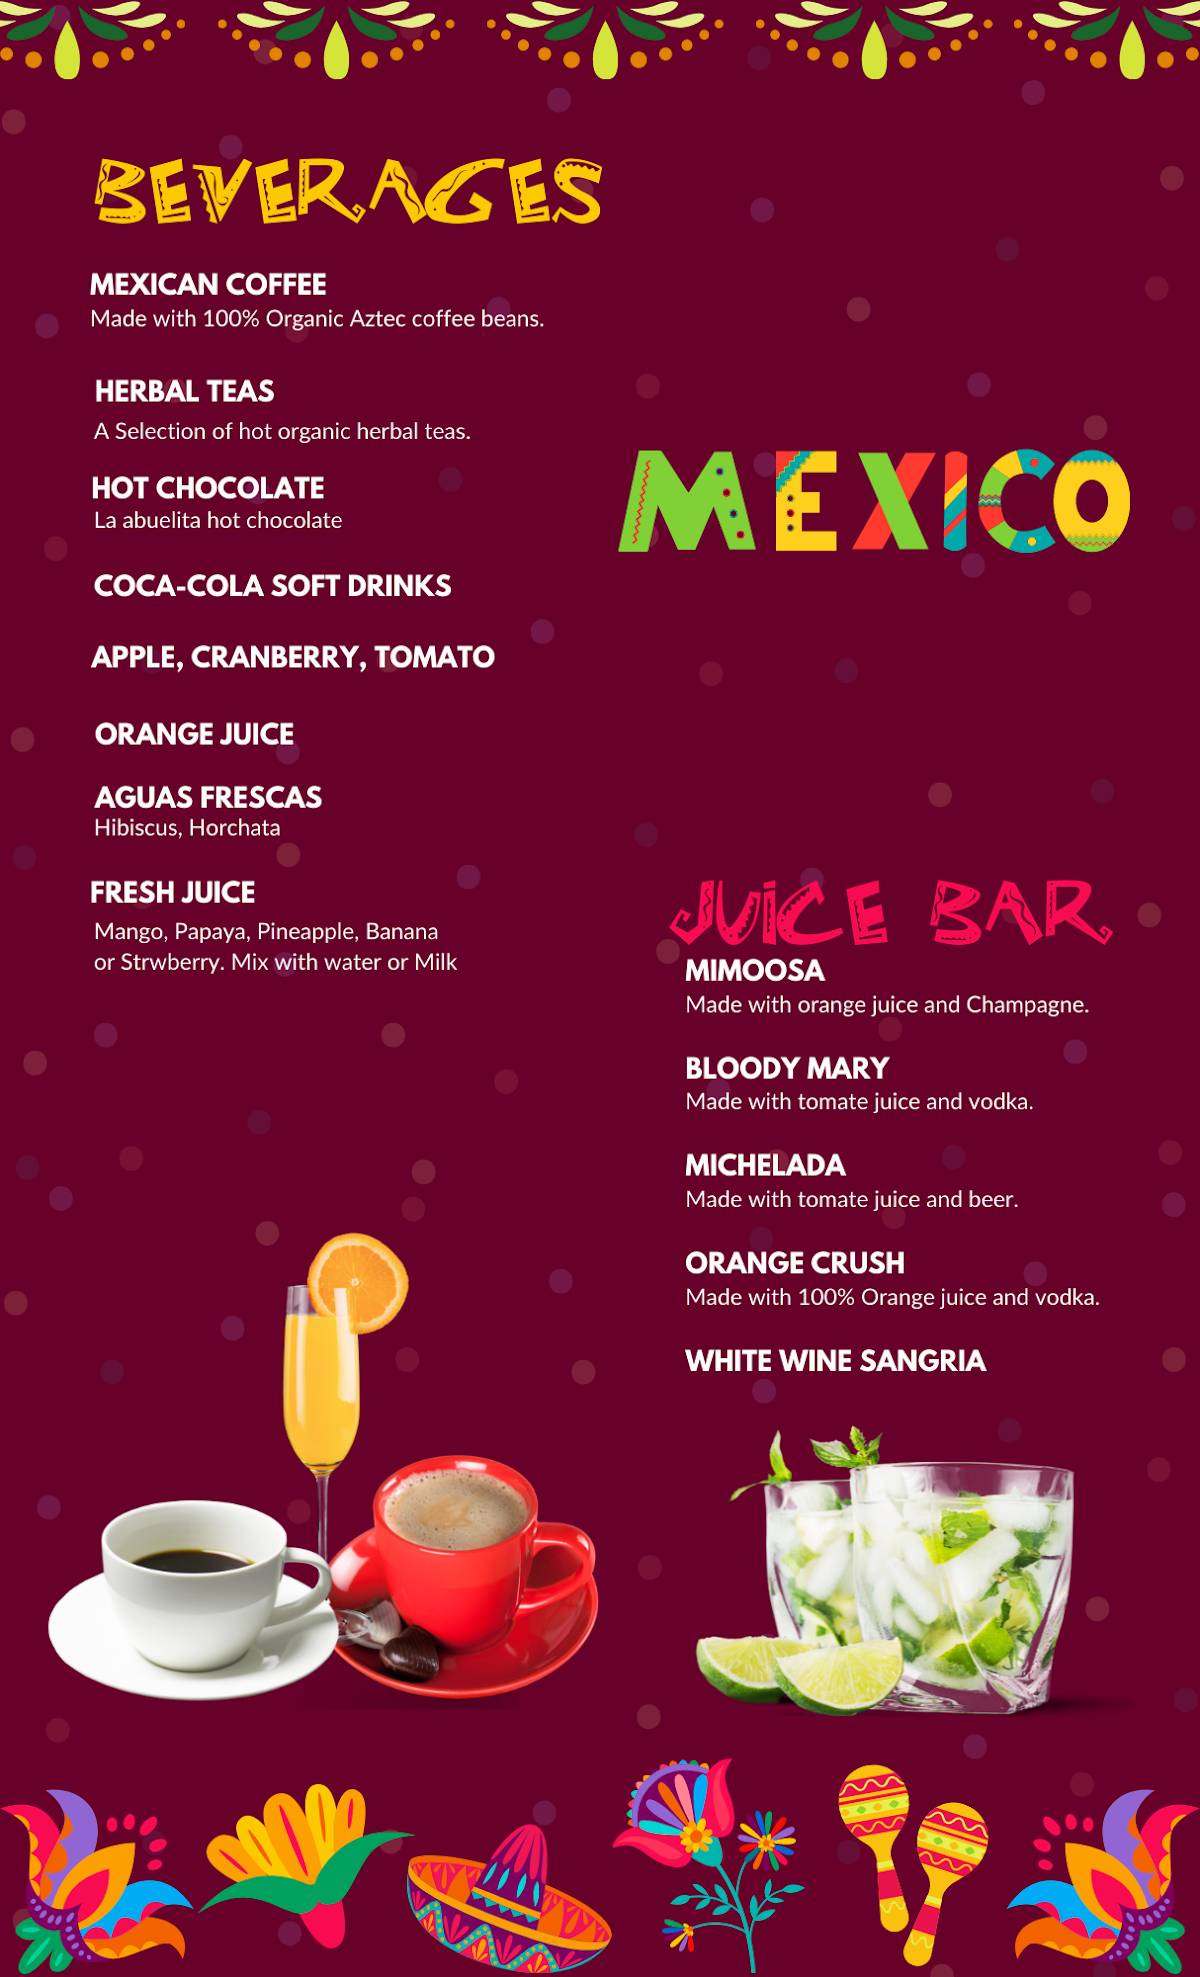 BEVERAGES
MEXICAN COFFEE
Made with 100% Organic Aztec coffee beans.
HERBAL TEAS
A Selection of hot organic herbal teas.
HOT CHOCOLATE
La abuelita hot chocolate
COCA-COLA SOFT DRINKS
APPLE, CRANBERRY, TOMATO
ORANGE JUICE
AGUAS FRESCAS
Hibiscus, Horchata
FRESH JUICE
Mango, Papaya, Pineapple, Banana
or Strwberry. Mix with water or Milk
MEXICO
JUICE BAR
MIMOOSA
Made with orange juice and Champagne.
BLOODY MARY
Made with tomate juice and vodka.
MICHELADA
Made with tomate juice and beer.
ORANGE CRUSH
Made with 100% Orange juice and vodka.
WHITE WINE SANGRIA